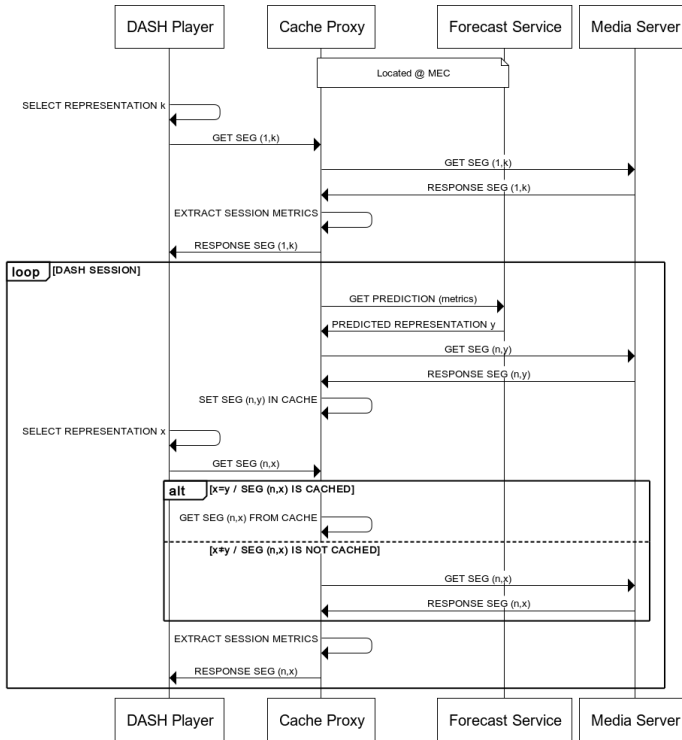 DASH Player
Cache Proxy
Forecast Service
Media Server
Located @ MEC
SELECT REPRESENTATION k
GET SEG (1,k)
GET SEG (1,k)
RESPONSE SEG (1,k)
EXTRACT SESSION METRICS
RESPONSE SEG (1,k)
loop [DASH SESSION]
GET PREDICTION (metrics)
PREDICTED REPRESENTATION y
GET SEG (n,y)
RESPONSE SEG (n,y)
SET SEG (n,y) IN CACHE
SELECT REPRESENTATION x
GET SEG (n,x)
alt [x=y / SEG (n,x) IS CACHED]
GET SEG (n,x) FROM CACHE
[x≠y / SEG (n,x) IS NOT CACHED]
GET SEG (n,x)
RESPONSE SEG (n,x)
EXTRACT SESSION METRICS
RESPONSE SEG (n,x)
DASH Player
Cache Proxy
Forecast Service
Media Server